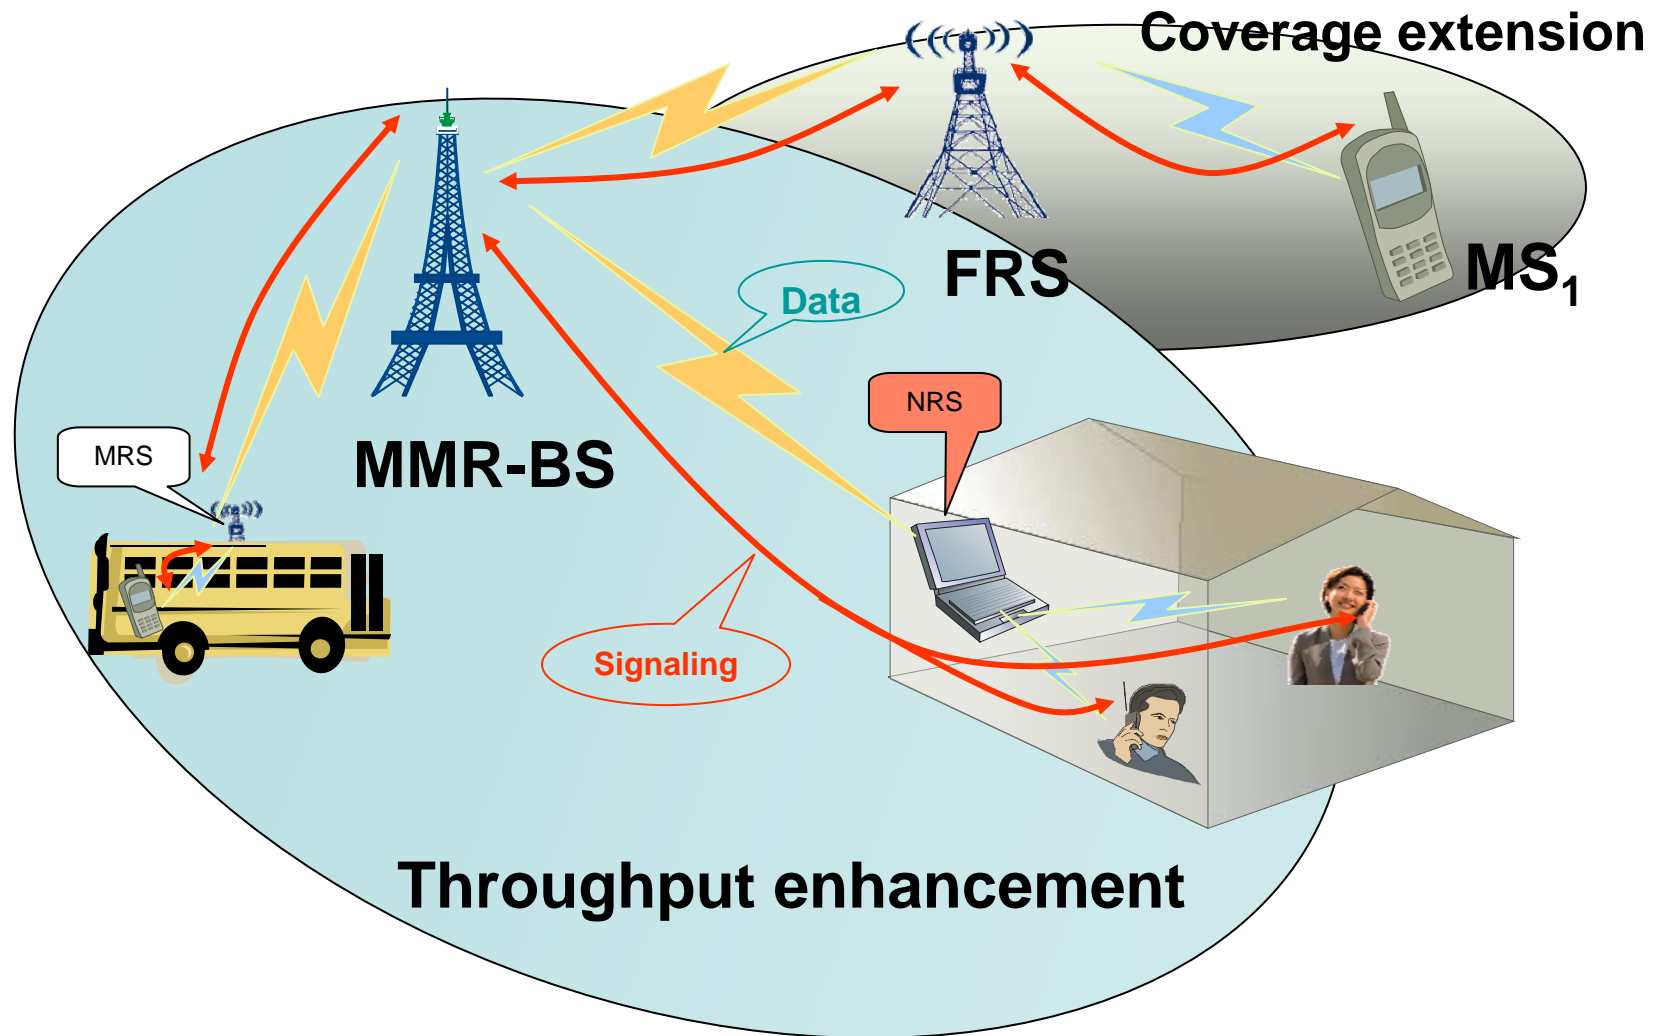 Coverage extension
FRS
MS1
Data
NRS
MMR-BS
MRS
Signaling
Throughput enhancement